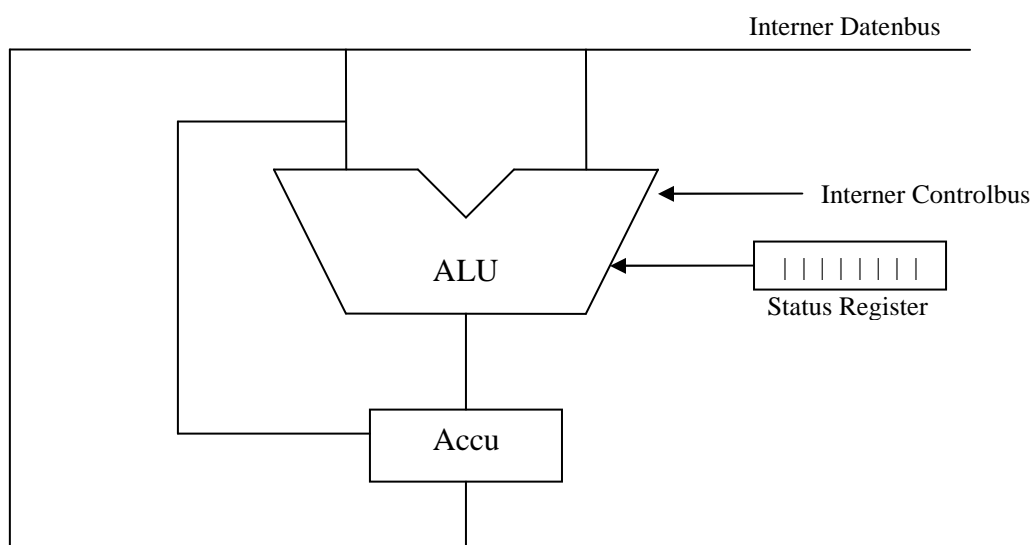 Interner Datenbus
Interner Controlbus
ALU
| | | | | | | |
Status Register
Accu